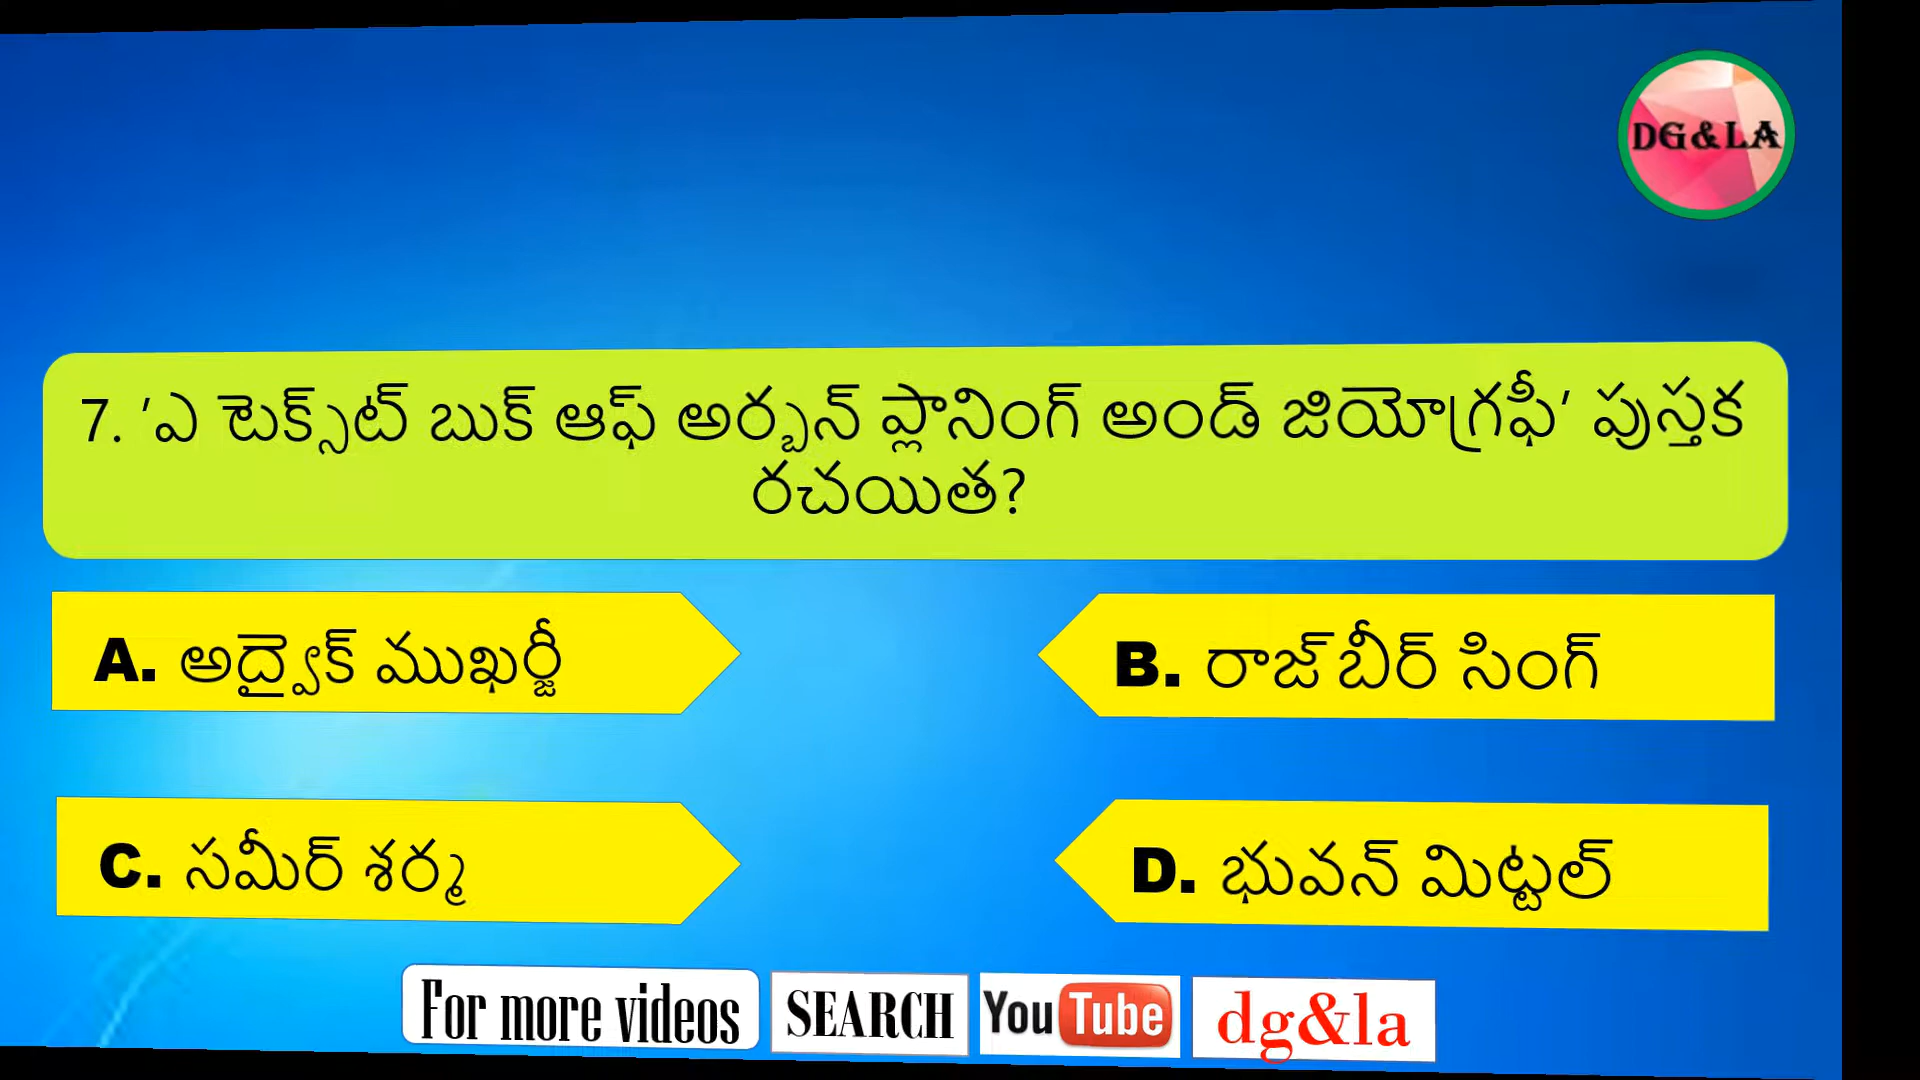 DG&LA
7. 'ఎ టెక్స్‌ట్ బుక్ ఆఫ్ అర్బన్ ప్లానింగ్ అండ్ జియోగ్రఫీ' పుస్తక
రచయిత?
A. అద్వైక్ ముఖర్జీ
B. రాజ్‌బీర్ సింగ్
C. సమీర్ శర్మ
D. భువన్ మిట్టల్
For more videos SEARCH YouTube dg&la